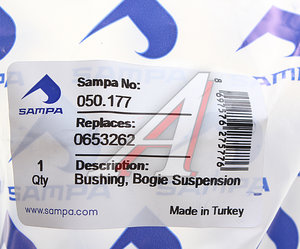 SAMPA
Sampa No:
050.177
Replaces:
0653262
1
Qty
Description:
Bushing, Bogie Suspension
www.sampa.com
Made in Turkey